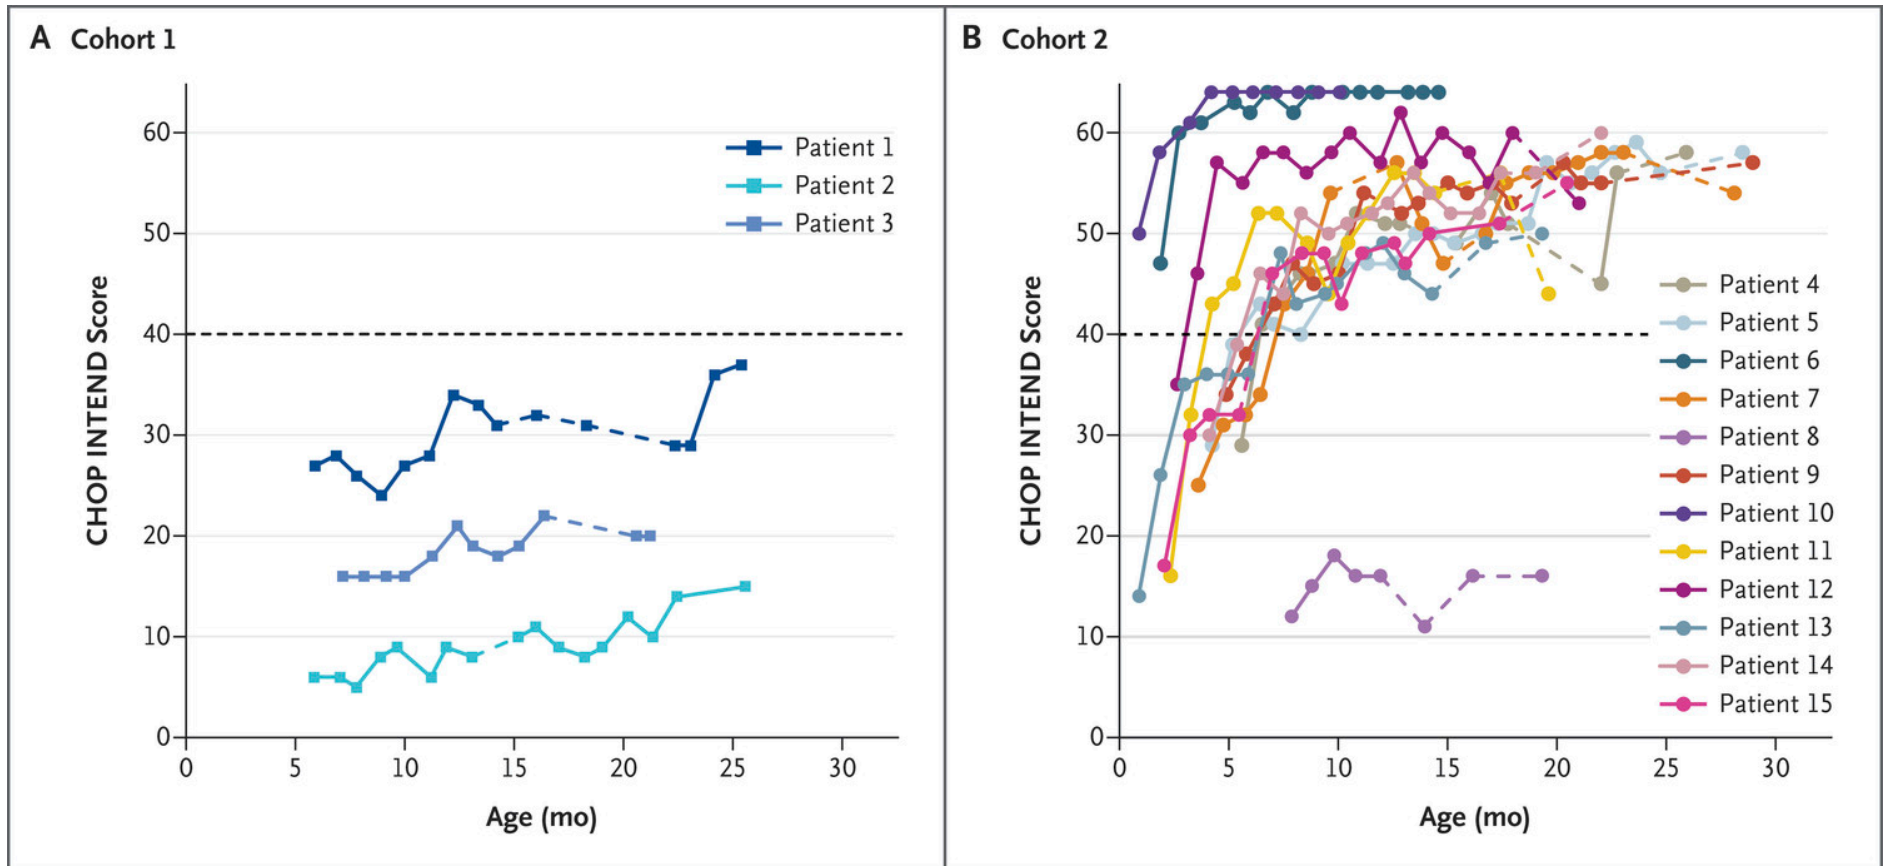 A Cohort 1
CHOP INTEND Score
60
50
40
30
20
10
0
0 5 10 15 20 25 30
Age (mo)
Patient 1
Patient 2
Patient 3
B Cohort 2
CHOP INTEND Score
60
50
40
30
20
10
0
0 5 10 15 20 25 30
Age (mo)
Patient 4
Patient 5
Patient 6
Patient 7
Patient 8
Patient 9
Patient 10
Patient 11
Patient 12
Patient 13
Patient 14
Patient 15